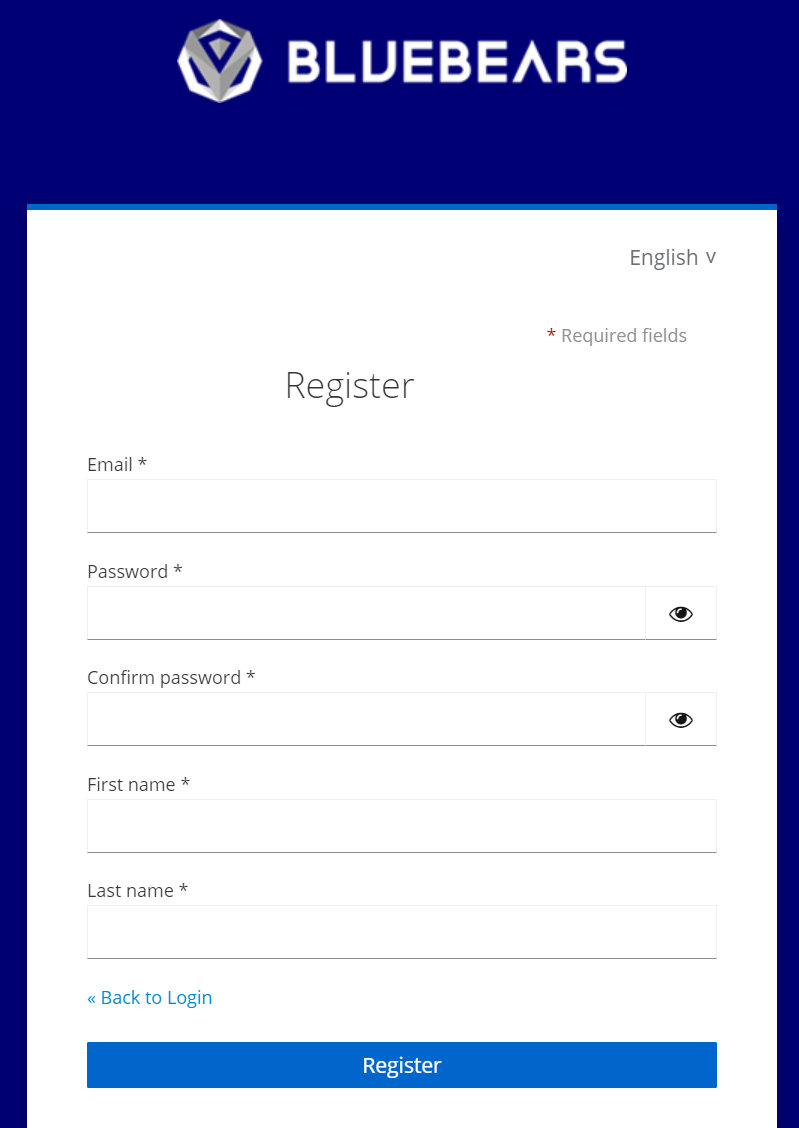 BLUEBEARS
English v
* Required fields
Register
Email *
Password *
Confirm password *
First name *
Last name *
« Back to Login
Register